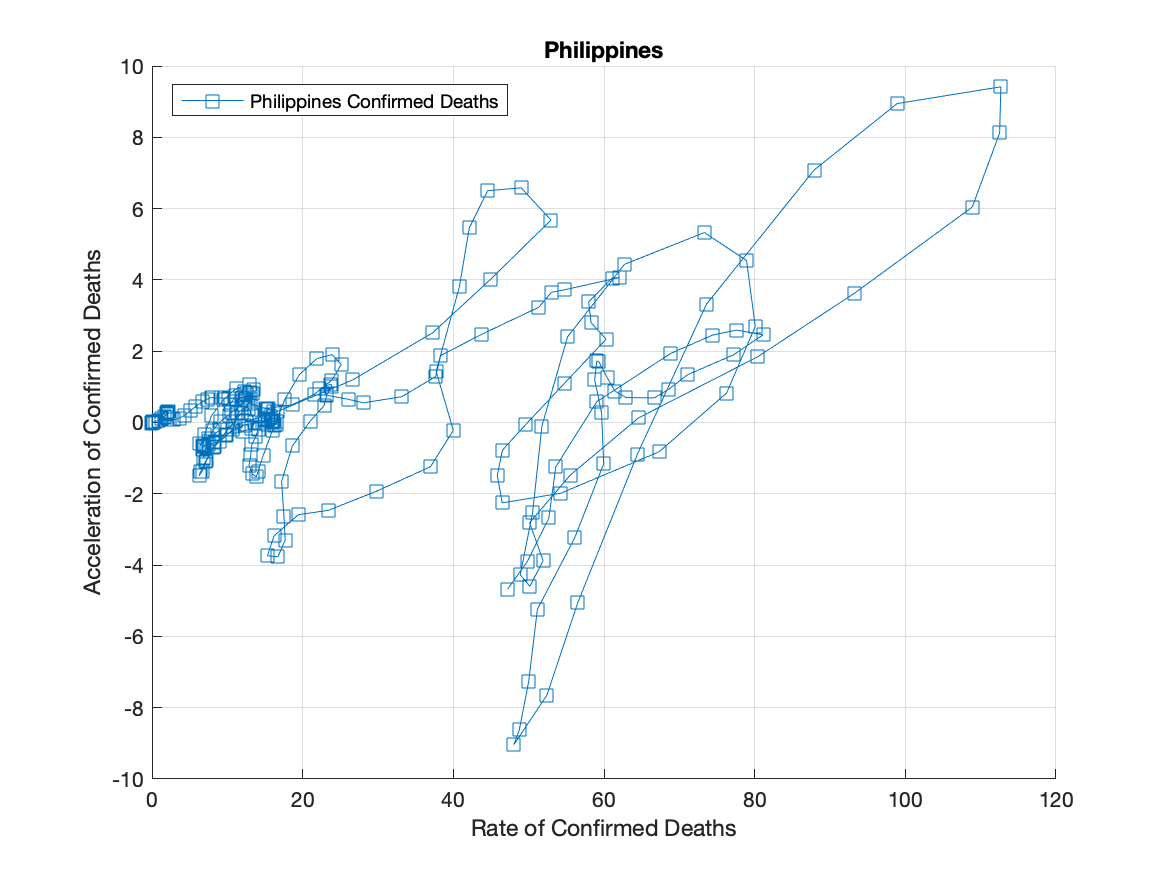 Philippines
10
Philippines Confirmed Deaths
8
6
4
2
0
-2
-4
-6
-8
-10
Acceleration of Confirmed Deaths
0 20 40 60 80 100 120
Rate of Confirmed Deaths